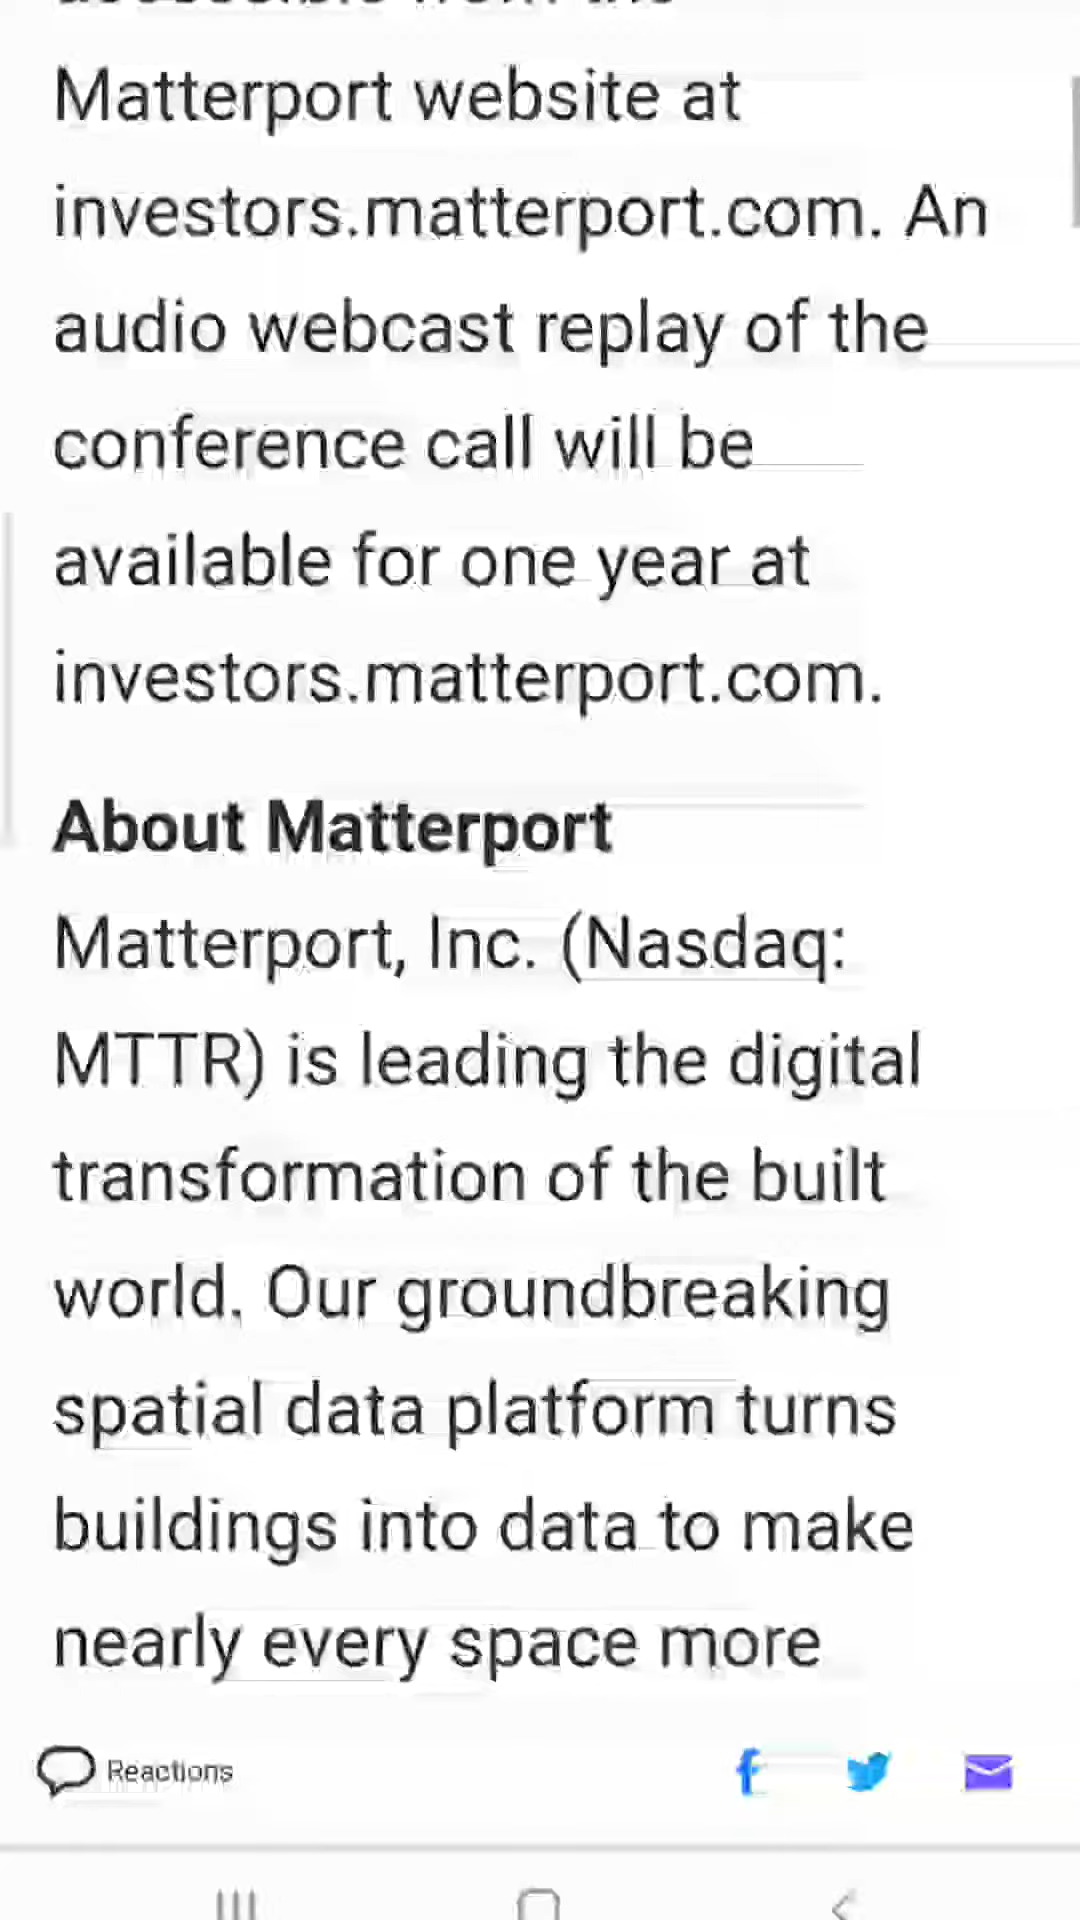 Matterport website at
investors.matterport.com. An
audio webcast replay of the
conference call will be
available for one year at
investors.matterport.com.
About Matterport
Matterport, Inc. (Nasdaq:
MTTR) is leading the digital
transformation of the built
world. Our groundbreaking
spatial data platform turns
buildings into data to make
nearly every space more
Reactions